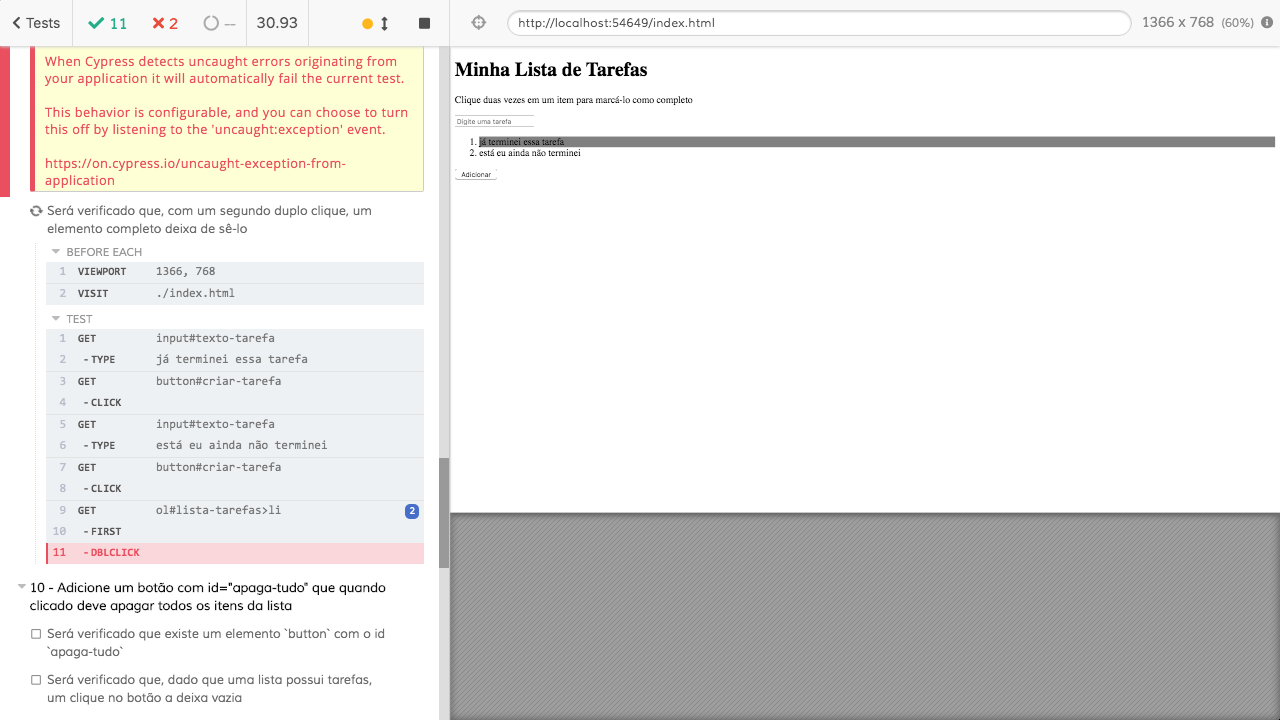 Tests
11
2
--
30.93
http://localhost:54649/index.html
1366 x 768 (60%)
When Cypress detects uncaught errors originating from
your application it will automatically fail the current test.
This behavior is configurable, and you can choose to turn
this off by listening to the 'uncaught:exception' event.
https://on.cypress.io/uncaught-exception-from-
application
Será verificado que, com um segundo duplo clique, um
elemento completo deixa de sê-lo
BEFORE EACH
1 VIEWPORT 1366, 768
2 VISIT ./index.html
TEST
1 GET input#texto-tarefa
2 - TYPE já terminei essa tarefa
3 GET button#criar-tarefa
4 - CLICK
5 GET input#texto-tarefa
6 - TYPE está eu ainda não terminei
7 GET button#criar-tarefa
8 - CLICK
9 GET ol#lista-tarefas>li 2
10 - FIRST
11 - DBLCLICK
10 - Adicione um botão com id="apaga-tudo" que quando
clicado deve apagar todos os itens da lista
Será verificado que existe um elemento `button` com o id
`apaga-tudo`
Será verificado que, dado que uma lista possui tarefas,
um clique no botão a deixa vazia
Minha Lista de Tarefas
Clique duas vezes em um item para marcá-lo como completo
Digite uma tarefa
1. já terminei essa tarefa
2. está eu ainda não terminei
Adicionar